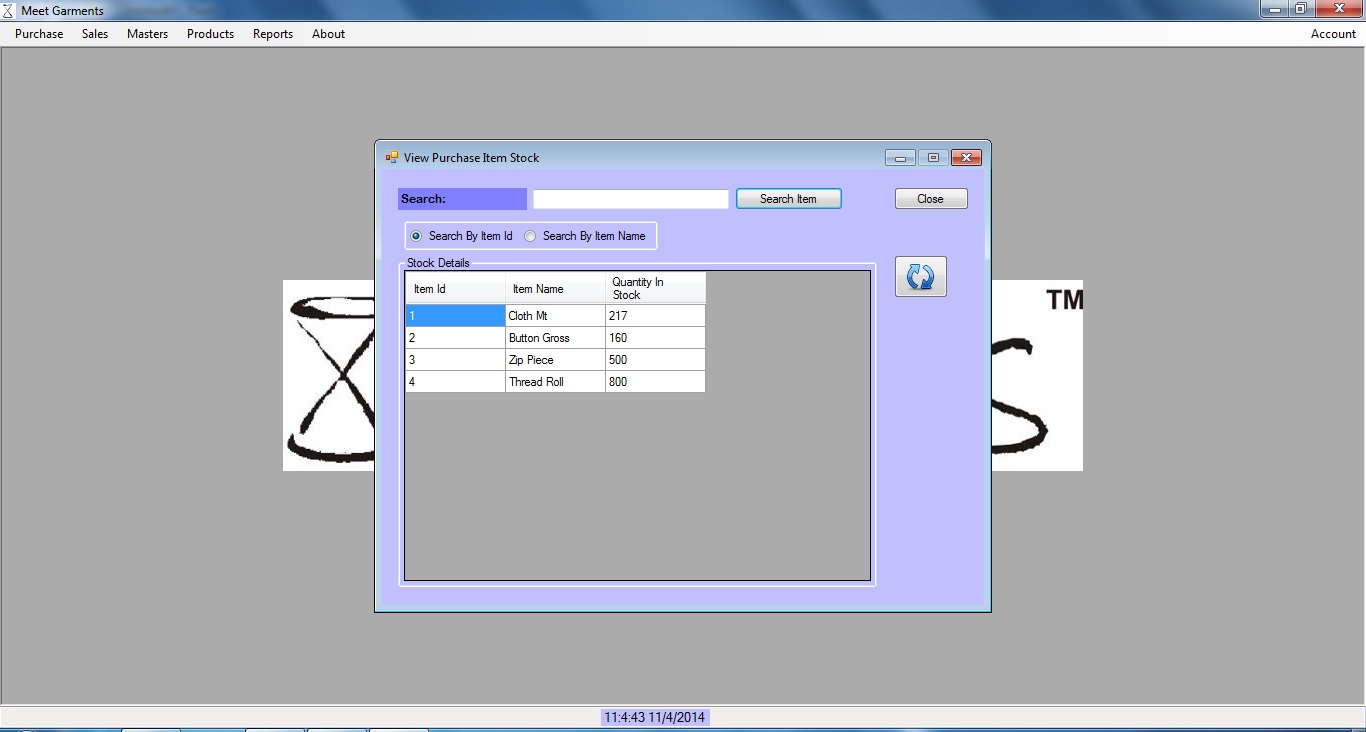 Meet Garments
Purchase Sales Masters Products Reports About Account
View Purchase Item Stock
Search: Search Item Close
Search By Item Id Search By Item Name
Stock Details
Item Id Item Name Quantity In
Stock
1 Cloth Mt 217
2 Button Gross 160
3 Zip Piece 500
4 Thread Roll 800
TM
11:4:43 11/4/2014